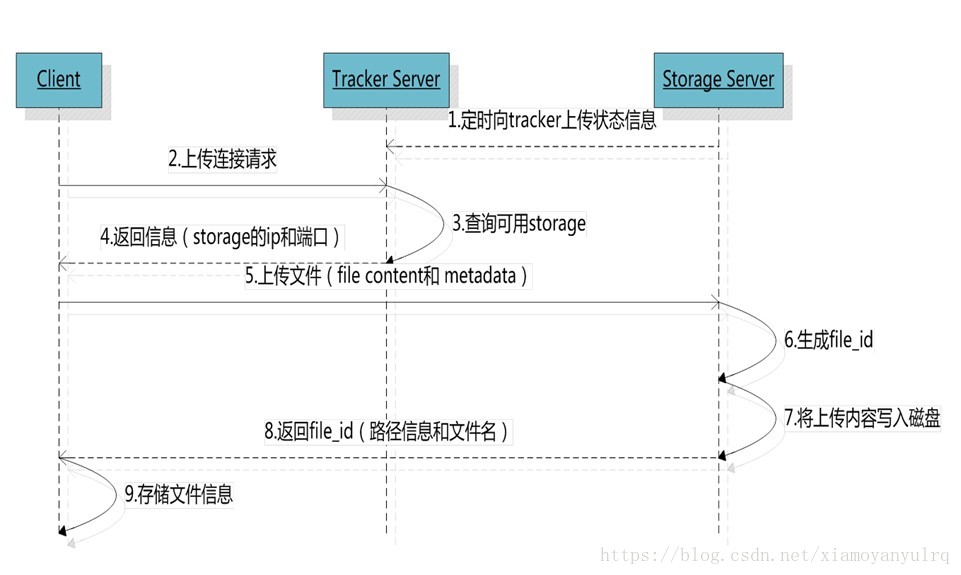 Client
Tracker Server
Storage Server
1.定时向tracker上传状态信息
2.上传连接请求
3.查询可用storage
4.返回信息（storage的ip和端口）
5.上传文件（file content和 metadata）
6.生成file_id
7.将上传内容写入磁盘
8.返回file_id（路径信息和文件名）
9.存储文件信息
https://blog.csdn.net/xiamoyanyulrq